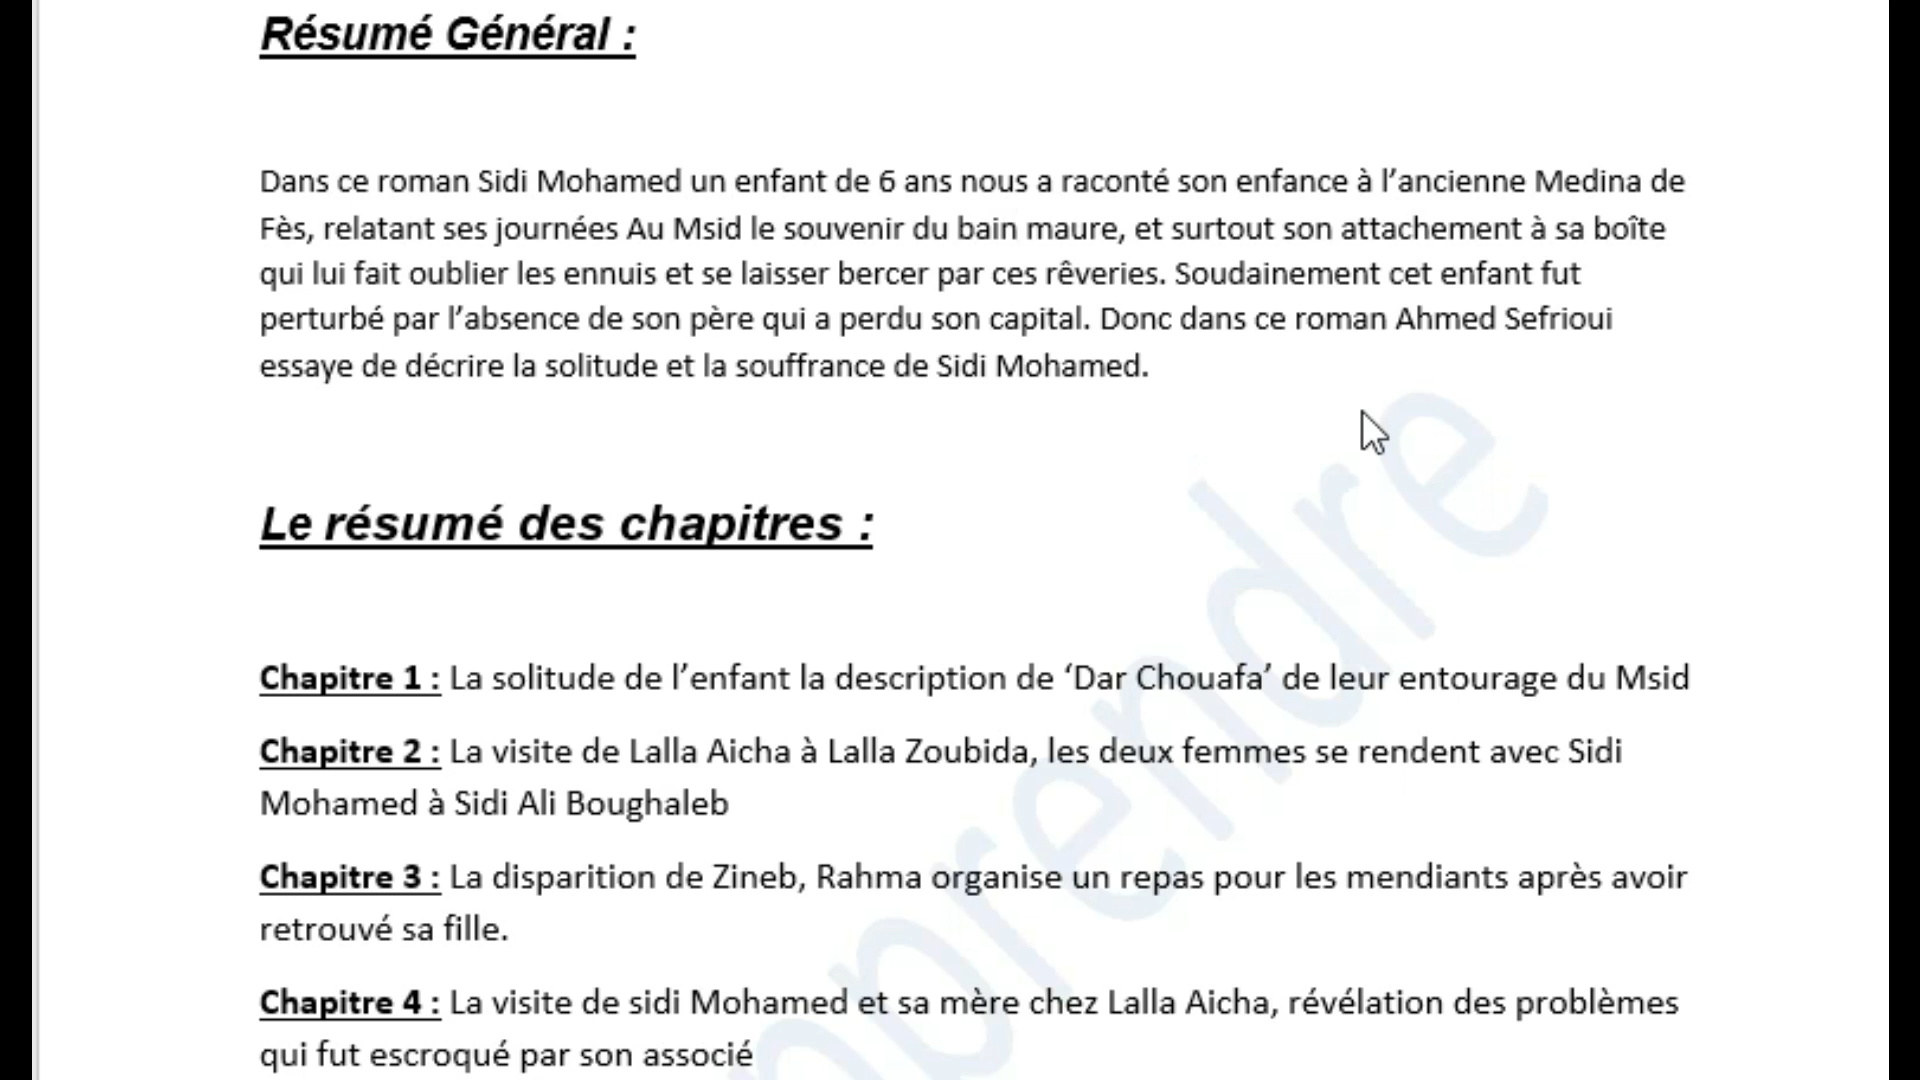 Résumé Général :
Dans ce roman Sidi Mohamed un enfant de 6 ans nous a raconté son enfance à l’ancienne Medina de
Fès, relatant ses journées Au Msid le souvenir du bain maure, et surtout son attachement à sa boîte
qui lui fait oublier les ennuis et se laisser bercer par ces rêveries. Soudainement cet enfant fut
perturbé par l’absence de son père qui a perdu son capital. Donc dans ce roman Ahmed Sefrioui
essaye de décrire la solitude et la souffrance de Sidi Mohamed.
Le résumé des chapitres :
Chapitre 1 : La solitude de l’enfant la description de ‘Dar Chouafa’ de leur entourage du Msid
Chapitre 2 : La visite de Lalla Aicha à Lalla Zoubida, les deux femmes se rendent avec Sidi
Mohamed à Sidi Ali Boughaleb
Chapitre 3 : La disparition de Zineb, Rahma organise un repas pour les mendiants après avoir
retrouvé sa fille.
Chapitre 4 : La visite de sidi Mohamed et sa mère chez Lalla Aicha, révélation des problèmes
qui fut escroqué par son associé